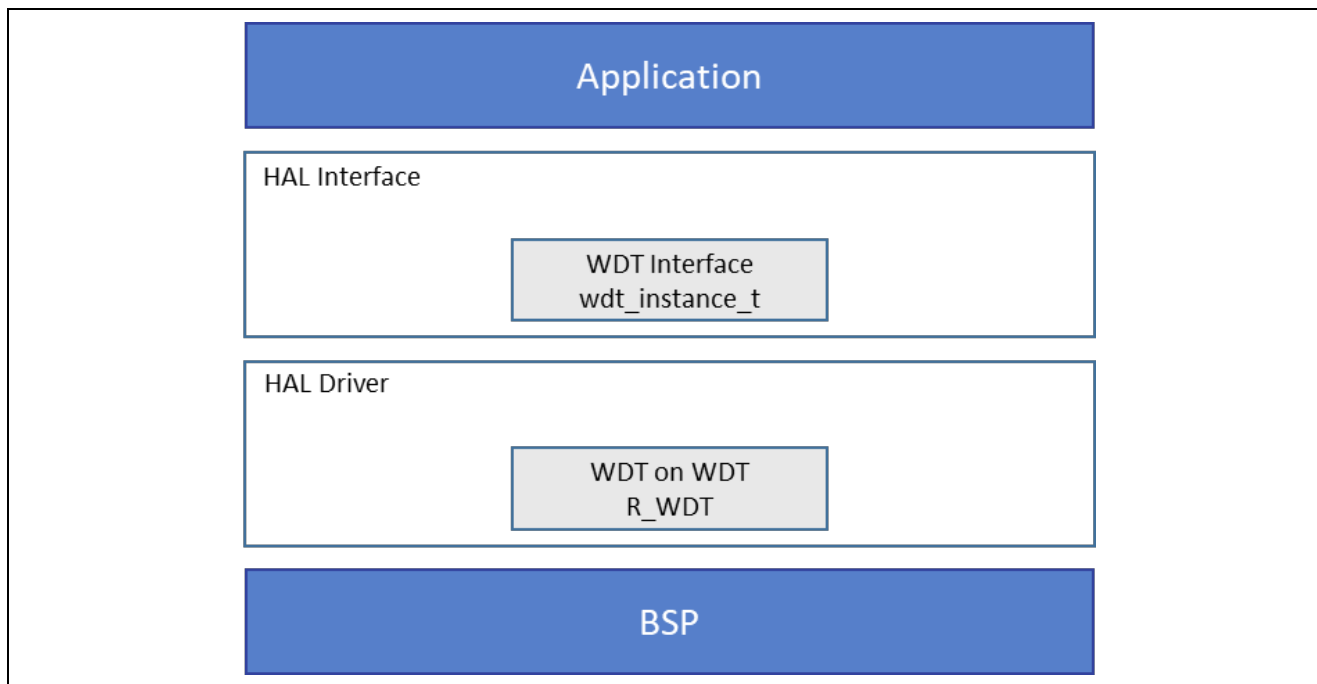 Application
HAL Interface
WDT Interface
wdt_instance_t
HAL Driver
WDT on WDT
R_WDT
BSP